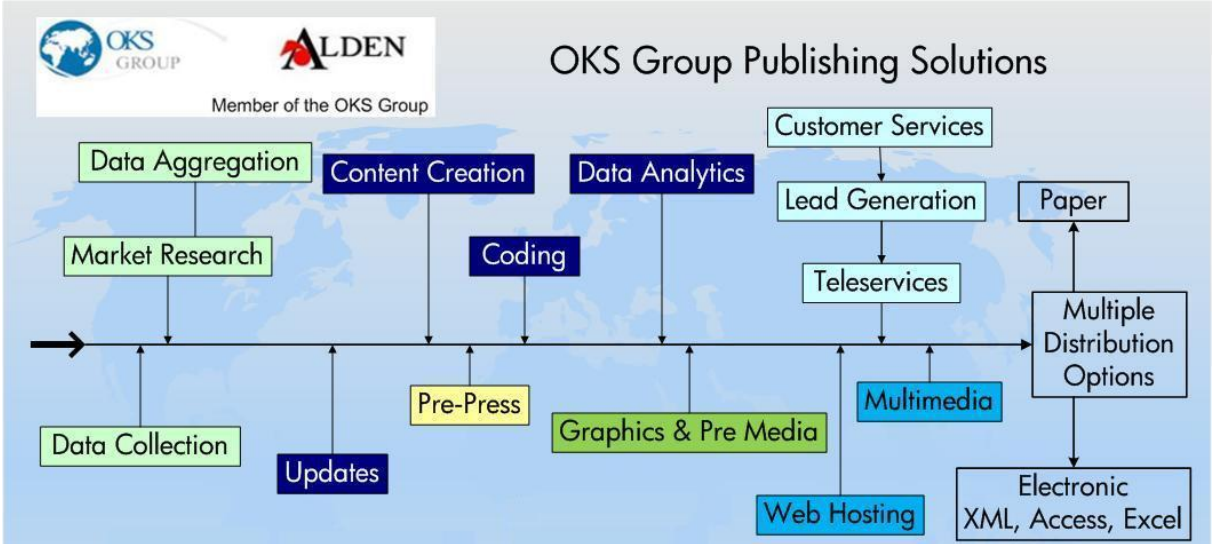 OKS
GROUP
ALDEN
Member of the OKS Group
OKS Group Publishing Solutions
Customer Services
Data Aggregation
Content Creation
Data Analytics
Lead Generation
Paper
Market Research
Coding
Teleservices
Multiple
Distribution
Options
Pre-Press
Multimedia
Data Collection
Graphics & Pre Media
Updates
Web Hosting
Electronic
XML, Access, Excel